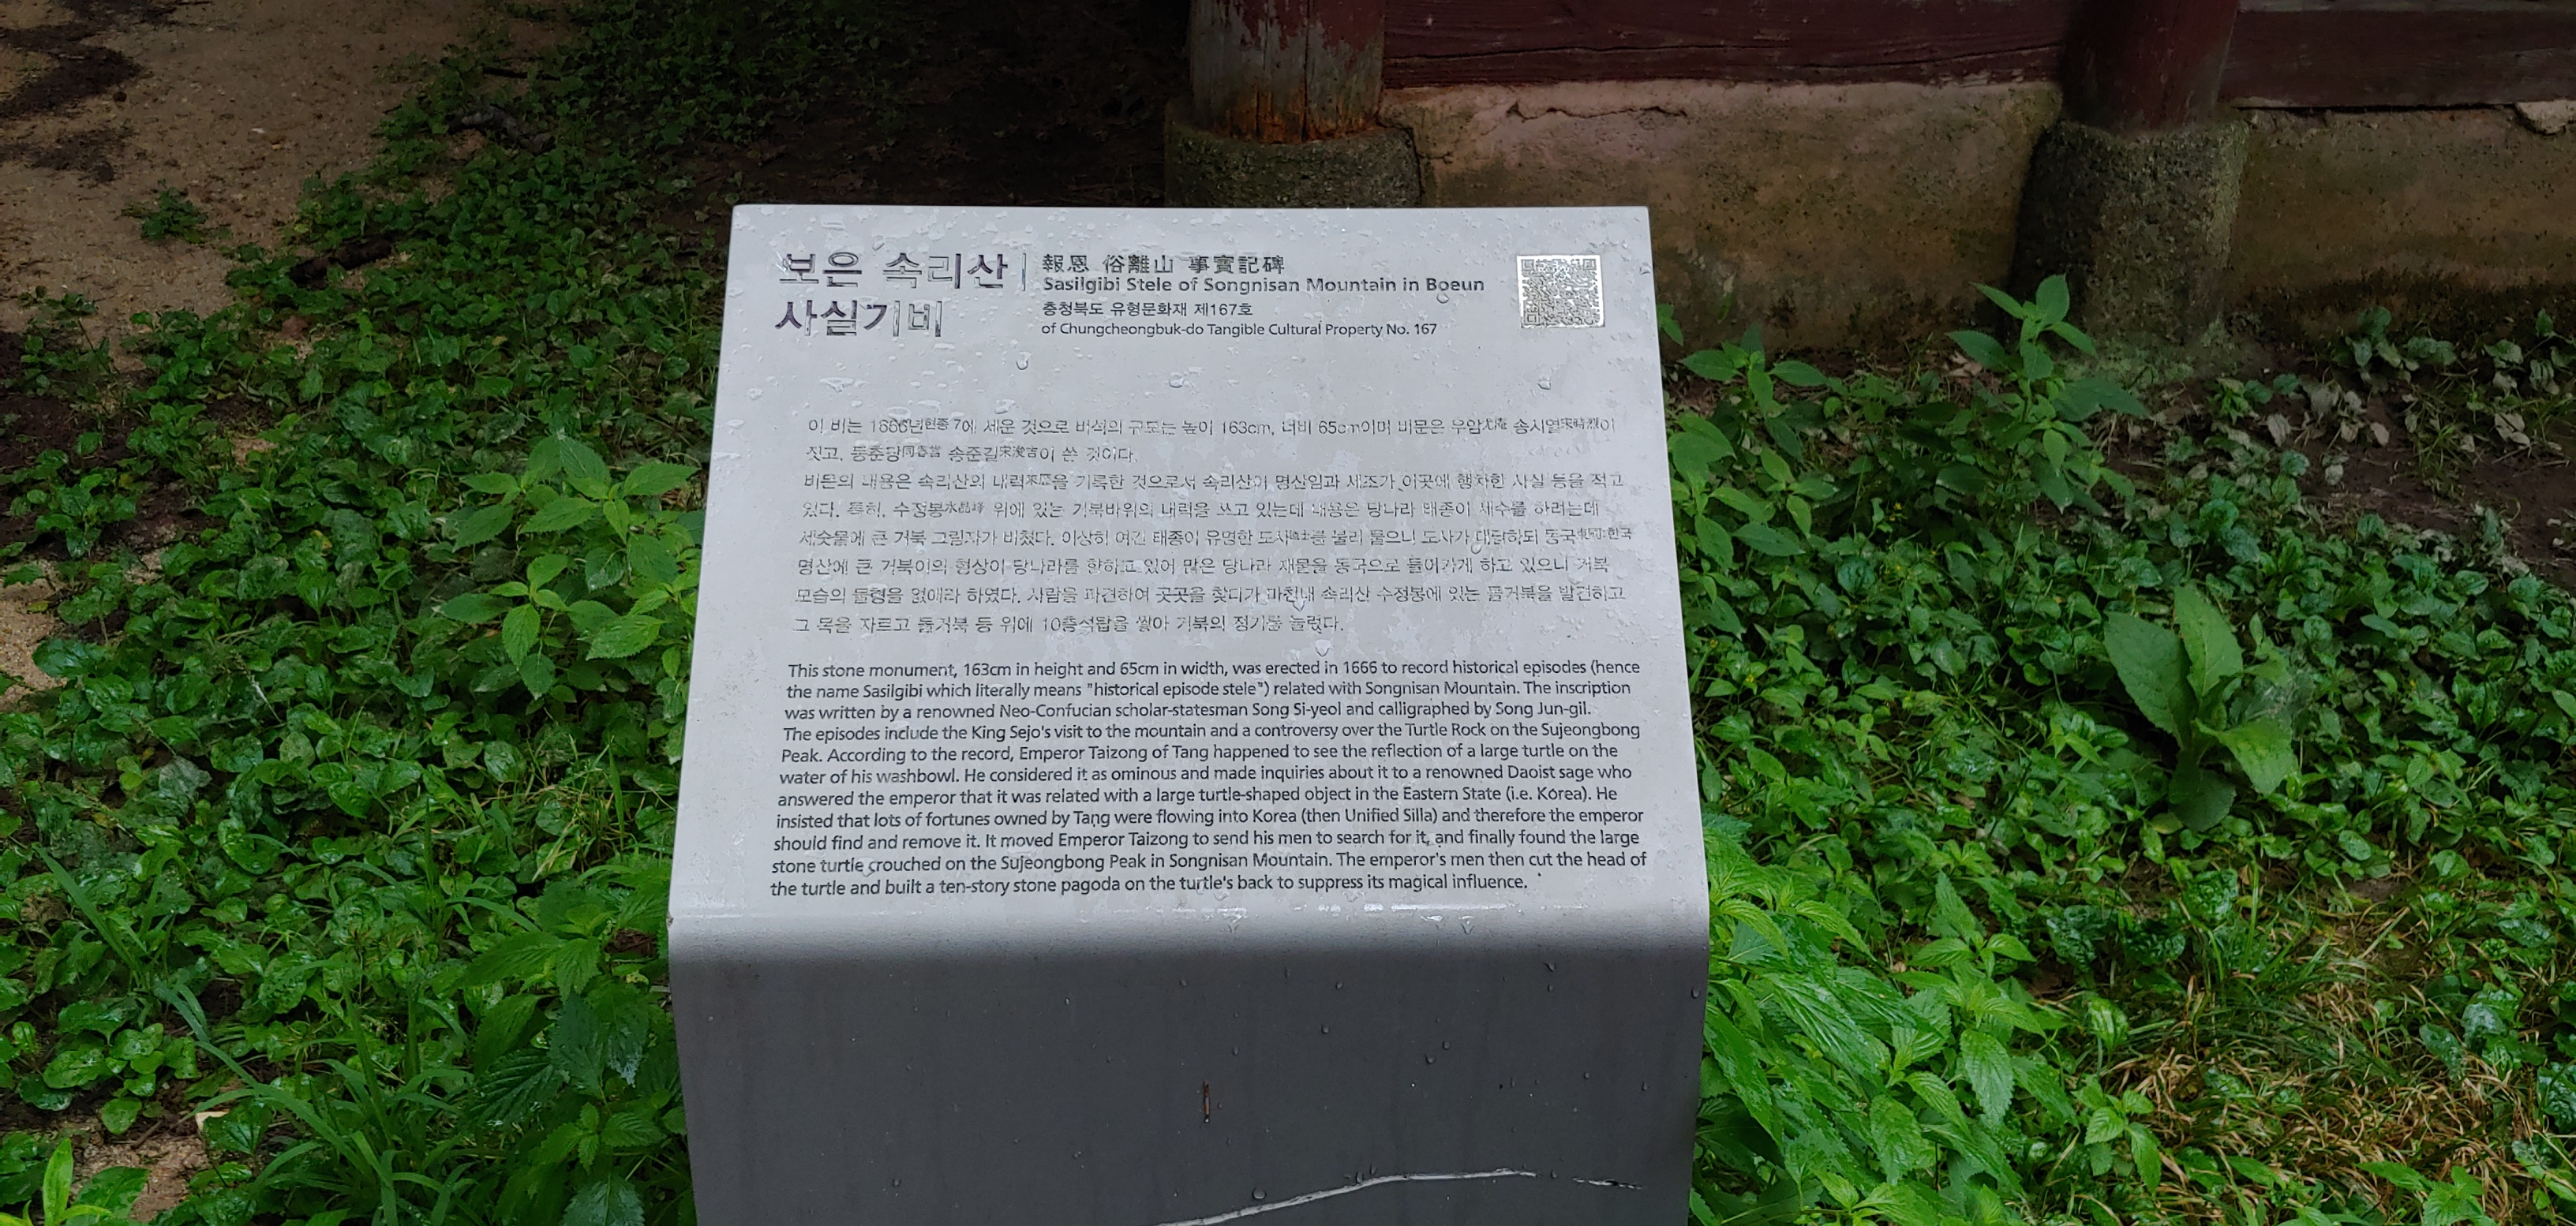 보은 속리산
사실기비
報恩 俗離山 事實記碑
Sasilgibi Stele of Songnisan Mountain in Boeun
충청북도 유형문화재 제167호
of Chungcheongbuk-do Tangible Cultural Property No. 167
이 비는 1666년現宗 7에 세운 것으로 비석의 규모는 높이 163cm, 너비 65cm이며 비문은 우암尤庵 송시열宋時烈이
짓고, 동춘당同春堂 송준길宋浚吉이 쓴 것이다.
비문의 내용은 속리산의 내력來歷을 기록한 것으로서 속리산이 명산임과 세조가 이곳에 행차한 사실 등을 적고
있다. 특히, 수정봉水晶峰 위에 있는 거북바위의 내력을 쓰고 있는데 내용은 당나라 태종이 세수를 하려는데
세숫물에 큰 거북 그림자가 비쳤다. 이상히 여긴 태종이 유명한 도사道士를 불러 물으니 도사가 대답하되 동국東國:한국
명산에 큰 거북이의 형상이 당나라를 향하고 있어 많은 당나라 재물을 동국으로 들어가게 하고 있으니 거북
모습의 물형을 없애라 하였다. 사람을 파견하여 곳곳을 찾다가 마침내 속리산 수정봉에 있는 돌거북을 발견하고
그 목을 자르고 돌거북 등 위에 10층석탑을 쌓아 거북의 정기를 눌렀다.
This stone monument, 163cm in height and 65cm in width, was erected in 1666 to record historical episodes (hence
the name Sasilgibi which literally means "historical episode stele") related with Songnisan Mountain. The inscription
was written by a renowned Neo-Confucian scholar-statesman Song Si-yeol and calligraphed by Song Jun-gil.
The episodes include the King Sejo's visit to the mountain and a controversy over the Turtle Rock on the Sujeongbong
Peak. According to the record, Emperor Taizong of Tang happened to see the reflection of a large turtle on the
water of his washbowl. He considered it as ominous and made inquiries about it to a renowned Daoist sage who
answered the emperor that it was related with a large turtle-shaped object in the Eastern State (i.e. Korea). He
insisted that lots of fortunes owned by Tang were flowing into Korea (then Unified Silla) and therefore the emperor
should find and remove it. It moved Emperor Taizong to send his men to search for it, and finally found the large
stone turtle crouched on the Sujeongbong Peak in Songnisan Mountain. The emperor's men then cut the head of
the turtle and built a ten-story stone pagoda on the turtle's back to suppress its magical influence.